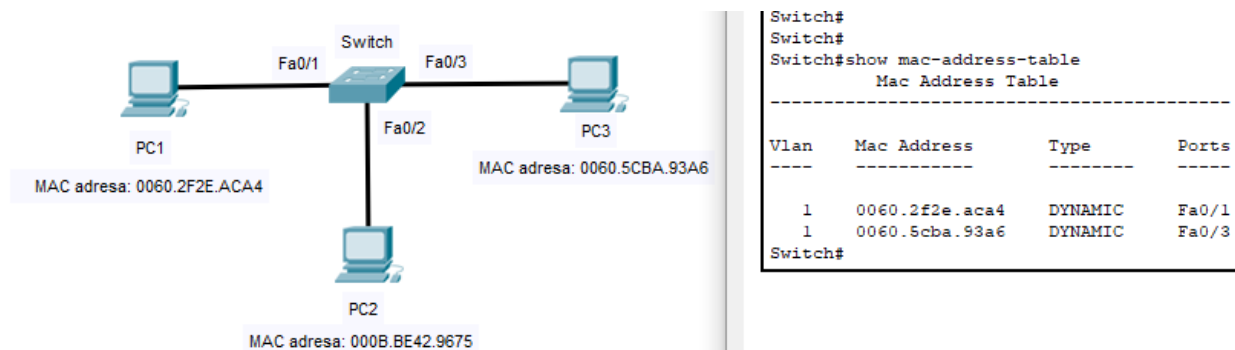 Switch
Fa0/1
Fa0/3
Fa0/2
PC1
MAC adresa: 0060.2F2E.ACA4
PC3
MAC adresa: 0060.5CBA.93A6
PC2
MAC adresa: 000B.BE42.9675
Switch#
Switch#
Switch#show mac-address-table
Mac Address Table
-------------------------------------------
Vlan    Mac Address       Type        Ports
----    -----------       --------    -----
1    0060.2f2e.aca4    DYNAMIC     Fa0/1
1    0060.5cba.93a6    DYNAMIC     Fa0/3
Switch#